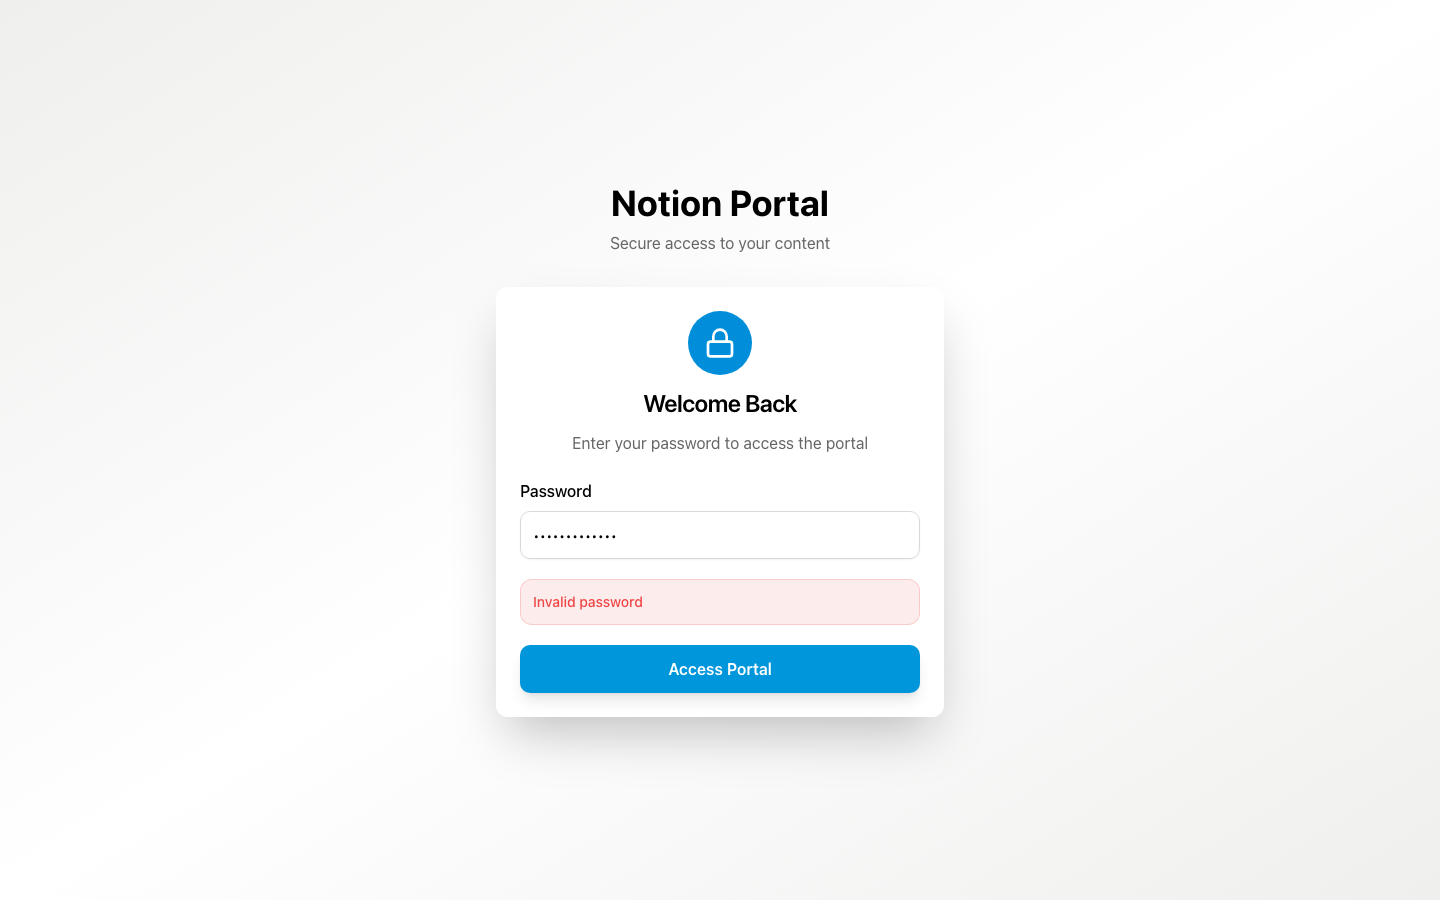 Notion Portal
Secure access to your content
Welcome Back
Enter your password to access the portal
Password
•••••••••••••
Invalid password
Access Portal